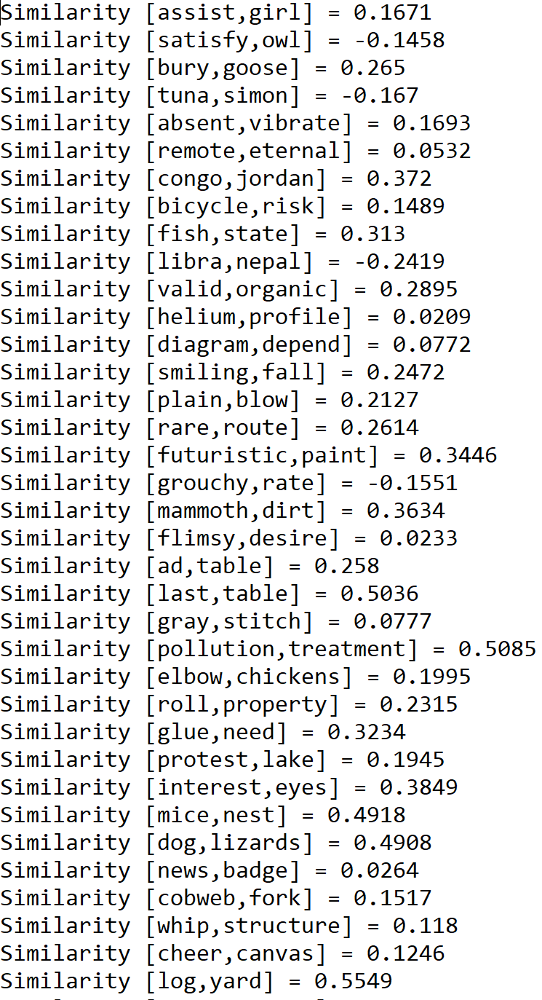 Similarity [assist,girl] = 0.1671
Similarity [satisfy,owl] = -0.1458
Similarity [bury,goose] = 0.265
Similarity [tuna,simon] = -0.167
Similarity [absent,vibrate] = 0.1693
Similarity [remote,eternal] = 0.0532
Similarity [congo,jordan] = 0.372
Similarity [bicycle,risk] = 0.1489
Similarity [fish,state] = 0.313
Similarity [libra,nepal] = -0.2419
Similarity [valid,organic] = 0.2895
Similarity [helium,profile] = 0.0209
Similarity [diagram,depend] = 0.0772
Similarity [smiling,fall] = 0.2472
Similarity [plain,blow] = 0.2127
Similarity [rare,route] = 0.2614
Similarity [futuristic,paint] = 0.3446
Similarity [grouchy,rate] = -0.1551
Similarity [mammoth,dirt] = 0.3634
Similarity [flimsy,desire] = 0.0233
Similarity [ad,table] = 0.258
Similarity [last,table] = 0.5036
Similarity [gray,stitch] = 0.0777
Similarity [pollution,treatment] = 0.5085
Similarity [elbow,chickens] = 0.1995
Similarity [roll,property] = 0.2315
Similarity [glue,need] = 0.3234
Similarity [protest,lake] = 0.1945
Similarity [interest,eyes] = 0.3849
Similarity [mice,nest] = 0.4918
Similarity [dog,lizards] = 0.4908
Similarity [news,badge] = 0.0264
Similarity [cobweb,fork] = 0.1517
Similarity [whip,structure] = 0.118
Similarity [cheer,canvas] = 0.1246
Similarity [log,yard] = 0.5549